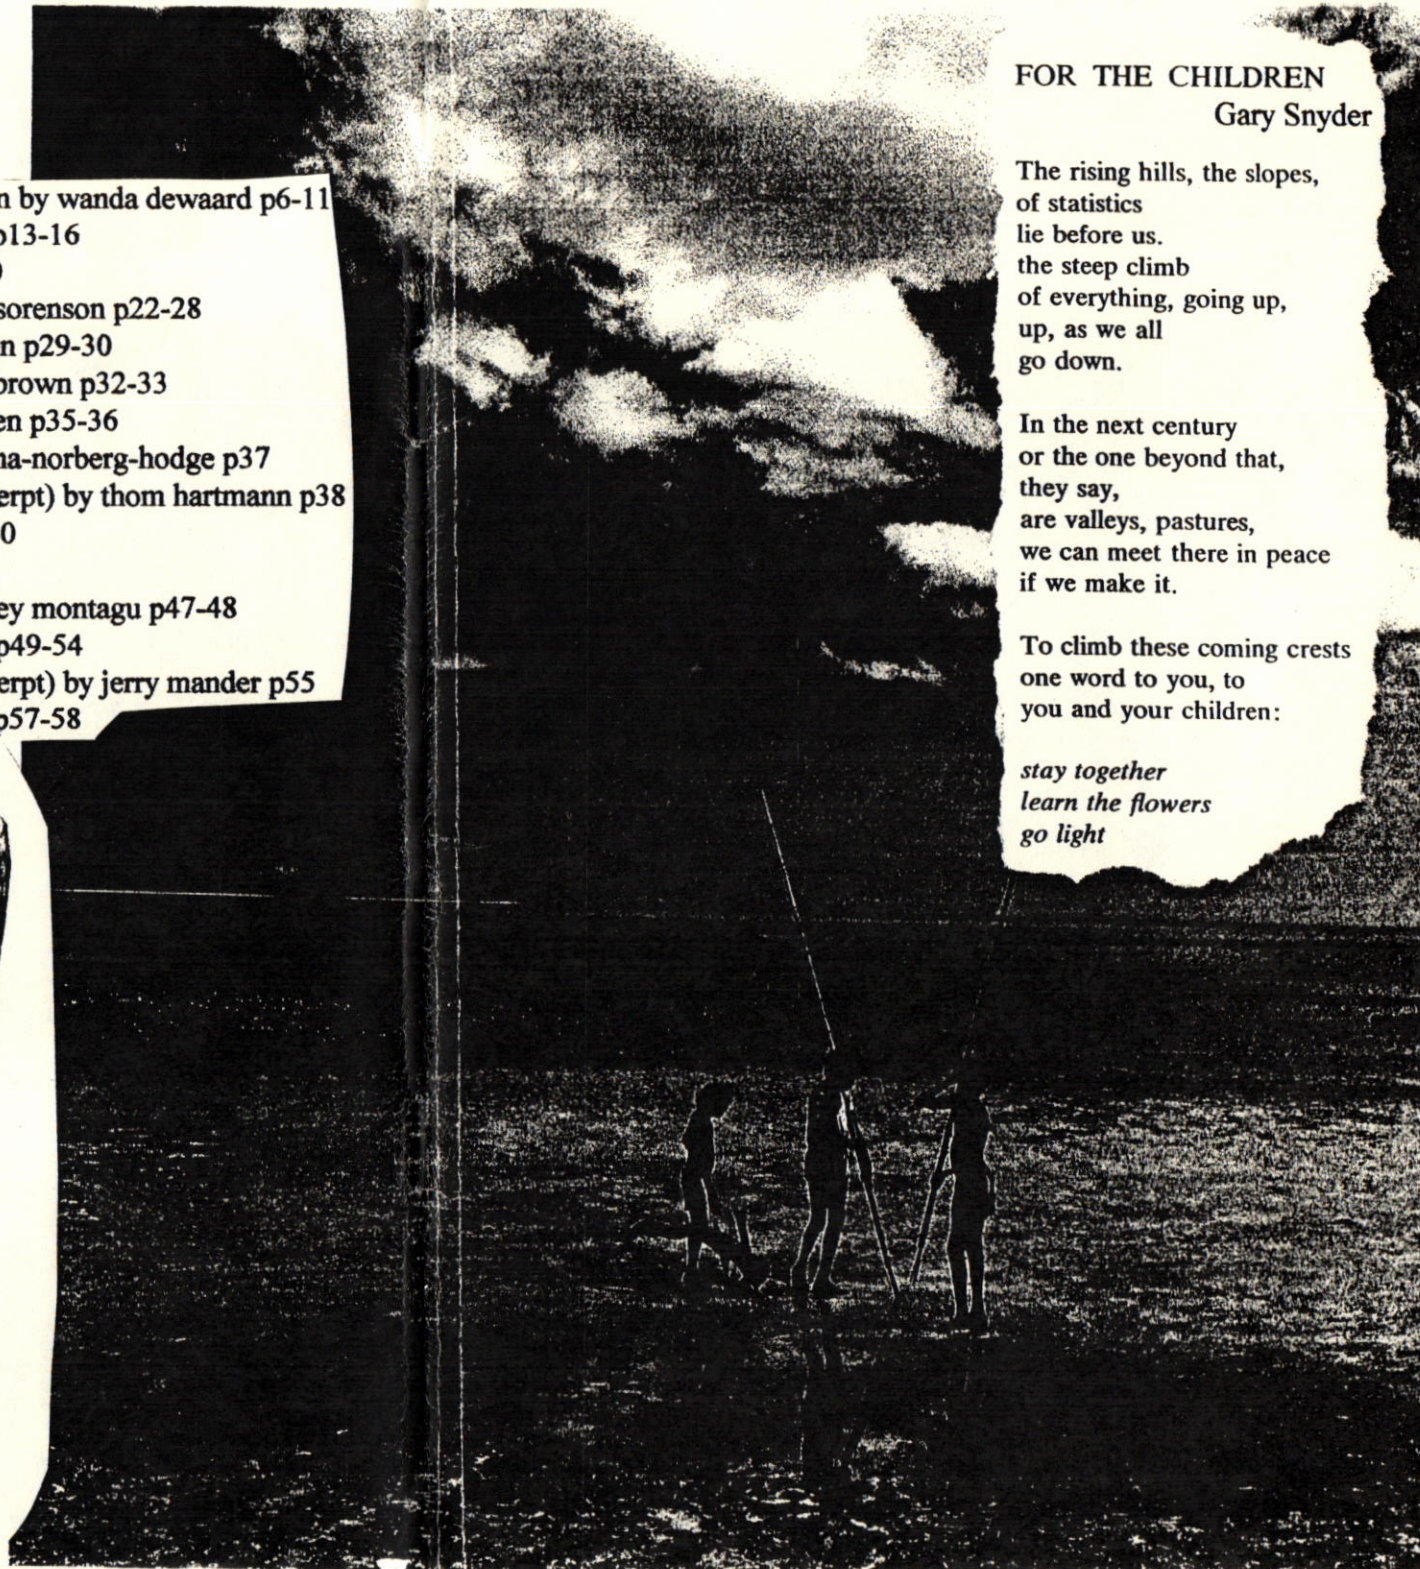 n by wanda dewaard p6-11
p13-16
sorenson p22-28
n p29-30
brown p32-33
en p35-36
na-norberg-hodge p37
erpt) by thom hartmann p38
0
ey montagu p47-48
p49-54
erpt) by jerry mander p55
p57-58
FOR THE CHILDREN
Gary Snyder
The rising hills, the slopes,
of statistics
lie before us.
the steep climb
of everything, going up,
up, as we all
go down.
In the next century
or the one beyond that,
they say,
are valleys, pastures,
we can meet there in peace
if we make it.
To climb these coming crests
one word to you, to
you and your children:
stay together
learn the flowers
go light